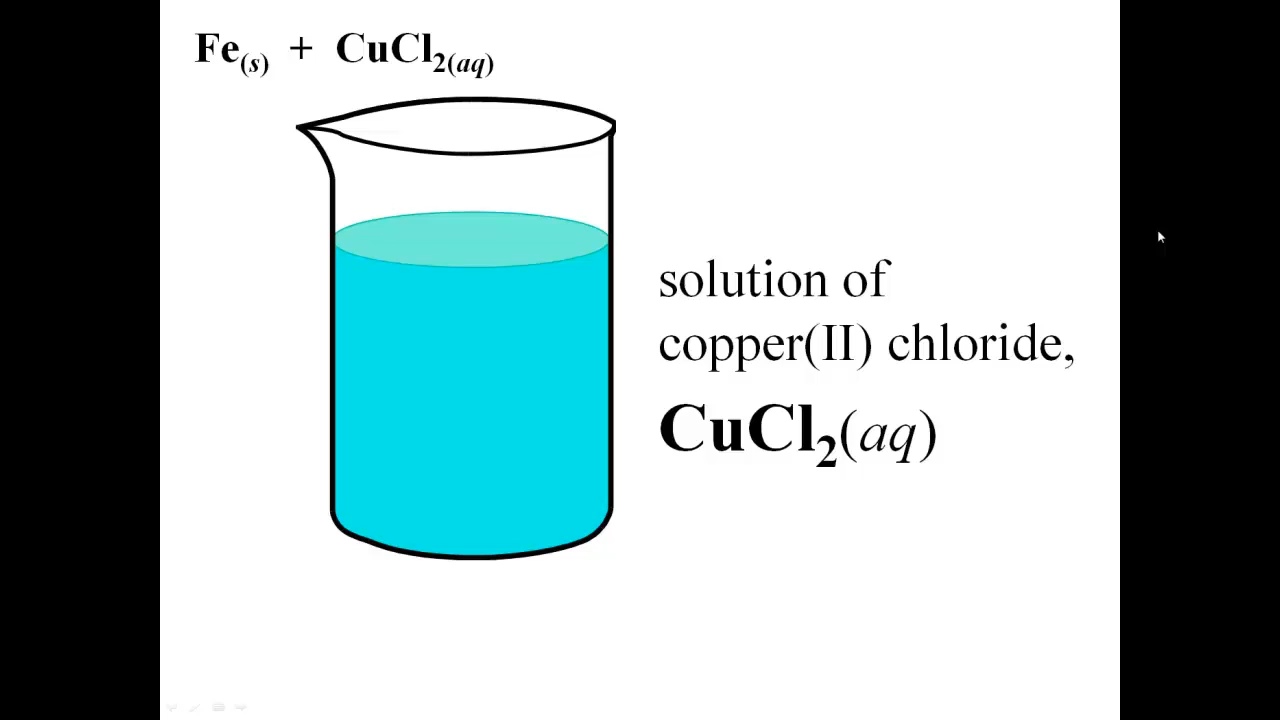 Fe(s) + CuCl2(aq)
solution of
copper(II) chloride,
CuCl2(aq)